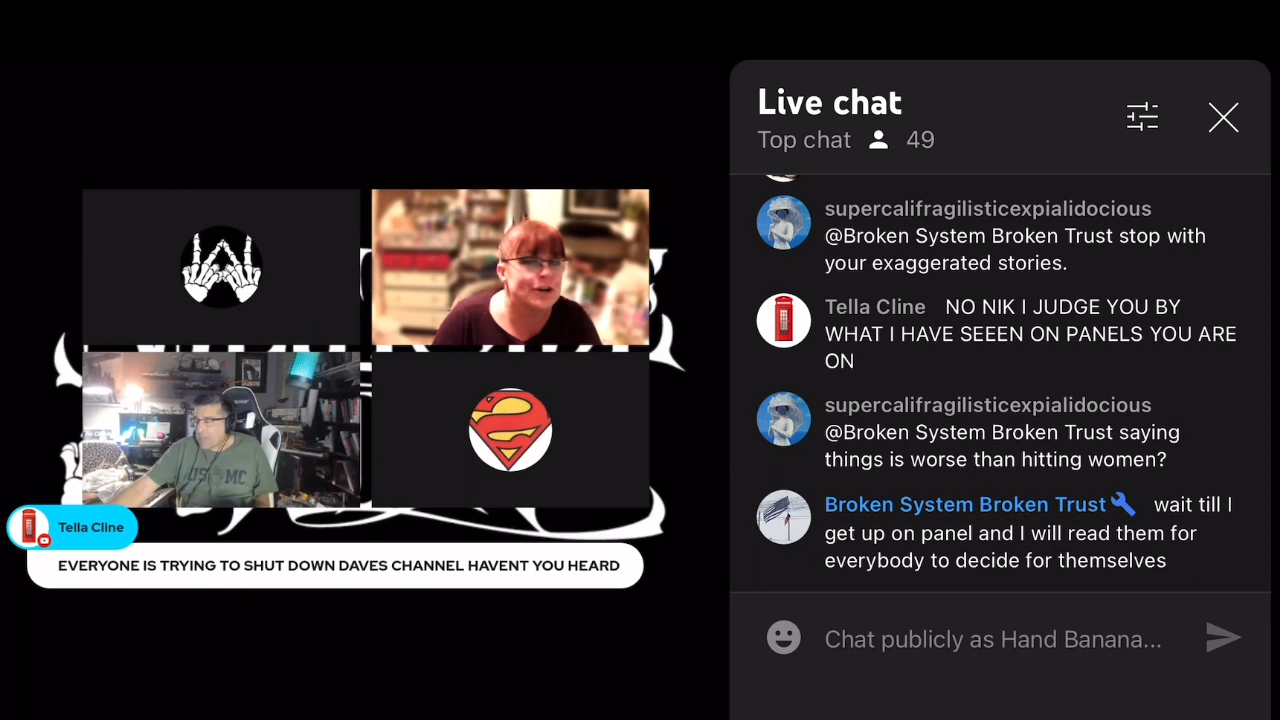 Live chat
Top chat 49
supercalifragilisticexpialidocious
@Broken System Broken Trust stop with
your exaggerated stories.
Tella Cline NO NIK I JUDGE YOU BY
WHAT I HAVE SEEEN ON PANELS YOU ARE
ON
supercalifragilisticexpialidocious
@Broken System Broken Trust saying
things is worse than hitting women?
Broken System Broken Trust wait till I
get up on panel and I will read them for
everybody to decide for themselves
Chat publicly as Hand Banana...
USMC
Tella Cline
EVERYONE IS TRYING TO SHUT DOWN DAVES CHANNEL HAVENT YOU HEARD